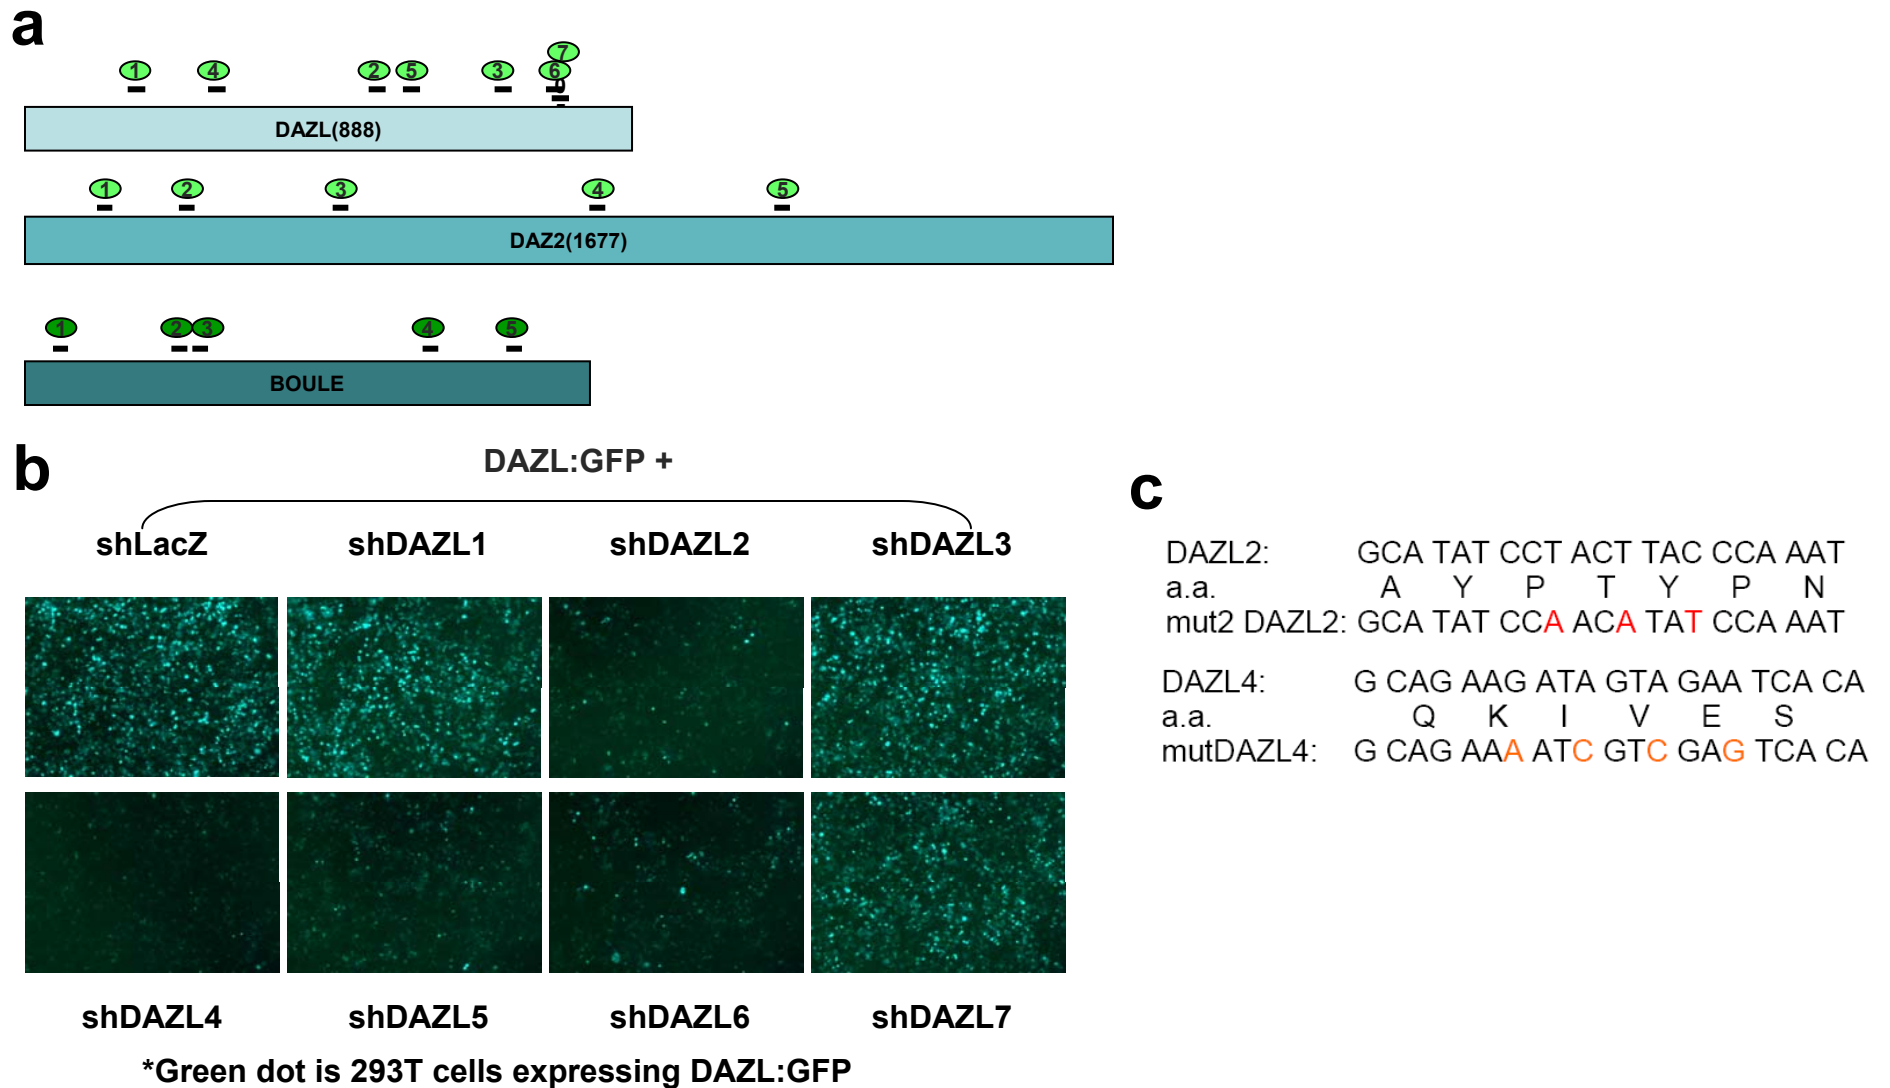 a
7
1 4 2 5 3 6
DAZL(888)
1 2 3 4 5
DAZ2(1677)
1 2 3 4 5
BOULE
b
DAZL:GFP +
shLacZ shDAZL1 shDAZL2 shDAZL3
shDAZL4 shDAZL5 shDAZL6 shDAZL7
*Green dot is 293T cells expressing DAZL:GFP
c
DAZL2: GCA TAT CCT ACT TAC CCA AAT
a.a. A Y P T Y P N
mut2 DAZL2: GCA TAT CCA ACA TAT CCA AAT
DAZL4: G CAG AAG ATA GTA GAA TCA CA
a.a. Q K I V E S
mutDAZL4: G CAG AAA ATC GTC GAG TCA CA